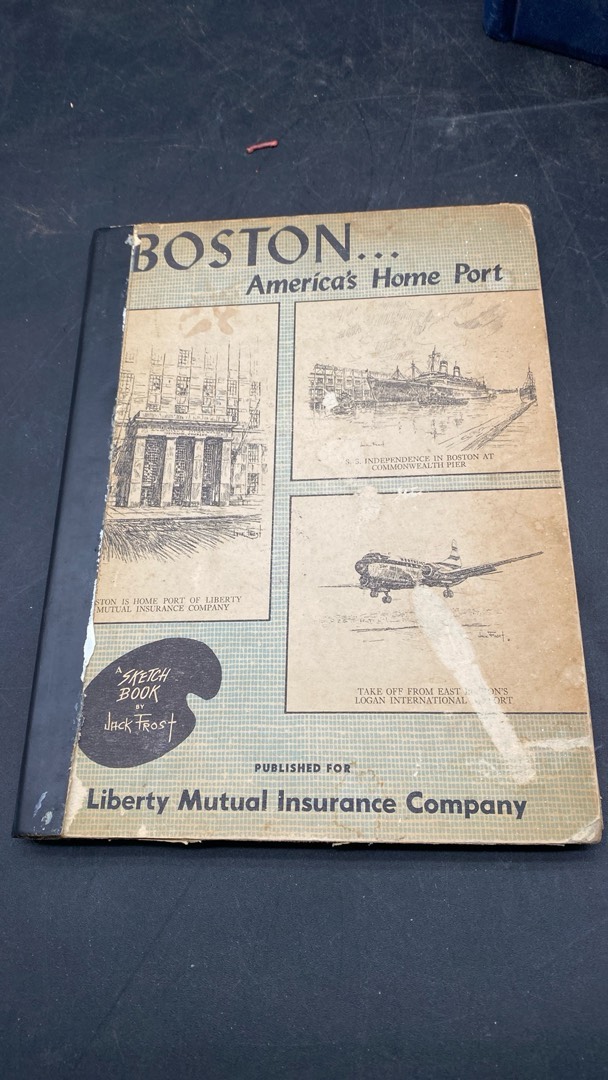 BOSTON...
America's Home Port
S. S. INDEPENDENCE IN BOSTON AT
COMMONWEALTH PIER
STON IS HOME PORT OF LIBERTY
MUTUAL INSURANCE COMPANY
TAKE OFF FROM EAST
LOGAN INTERNATIONAL
A
SKETCH
BOOK
BY
JACK FROST
PUBLISHED FOR
Liberty Mutual Insurance Company